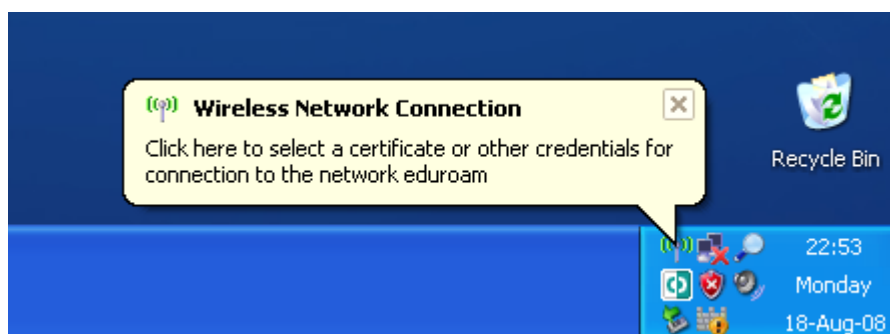 Wireless Network Connection
Click here to select a certificate or other credentials for
connection to the network eduroam
Recycle Bin
22:53
Monday
18-Aug-08